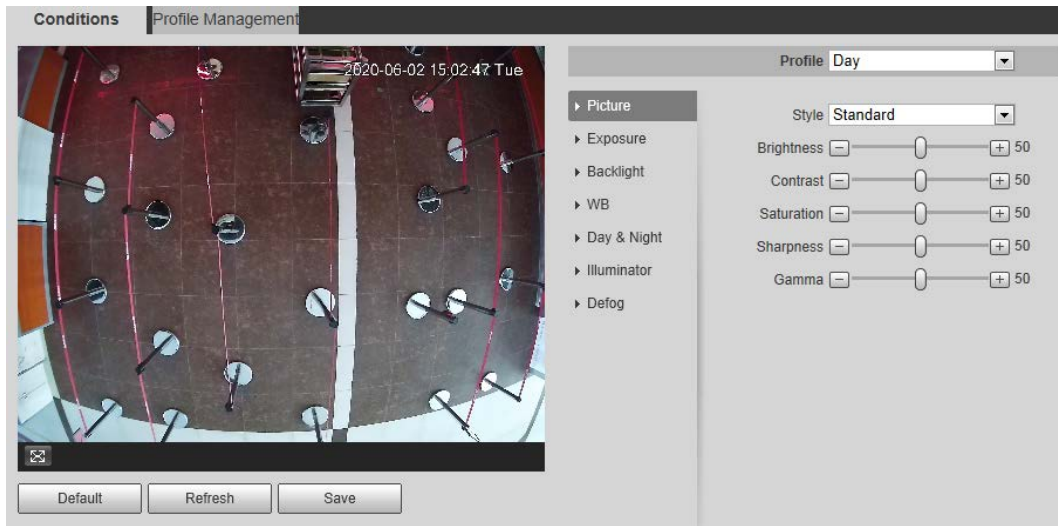 Conditions Profile Management
2020-06-02 15:02:47 Tue
Profile Day
Picture
Exposure
Backlight
WB
Day & Night
Illuminator
Defog
Style Standard
Brightness 50
Contrast 50
Saturation 50
Sharpness 50
Gamma 50
Default Refresh Save